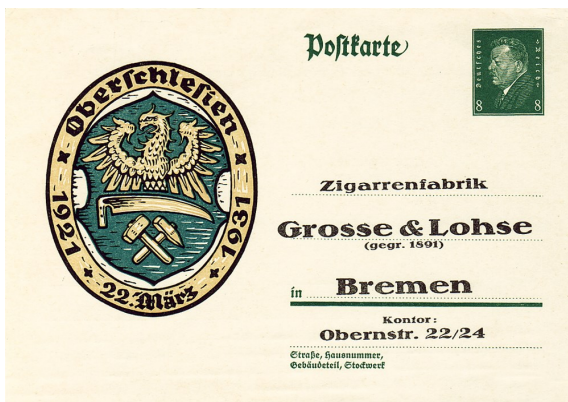 Postkarte
Deutsches Reich
8 8
Oberschlesien
1921 1931
22. März
Zigarrenfabrik
Grosse & Lohse
(gegr. 1891)
in Bremen
Kontor:
Obernstr. 22/24
Straße, Hausnummer,
Gebäudeteil, Stockwerk